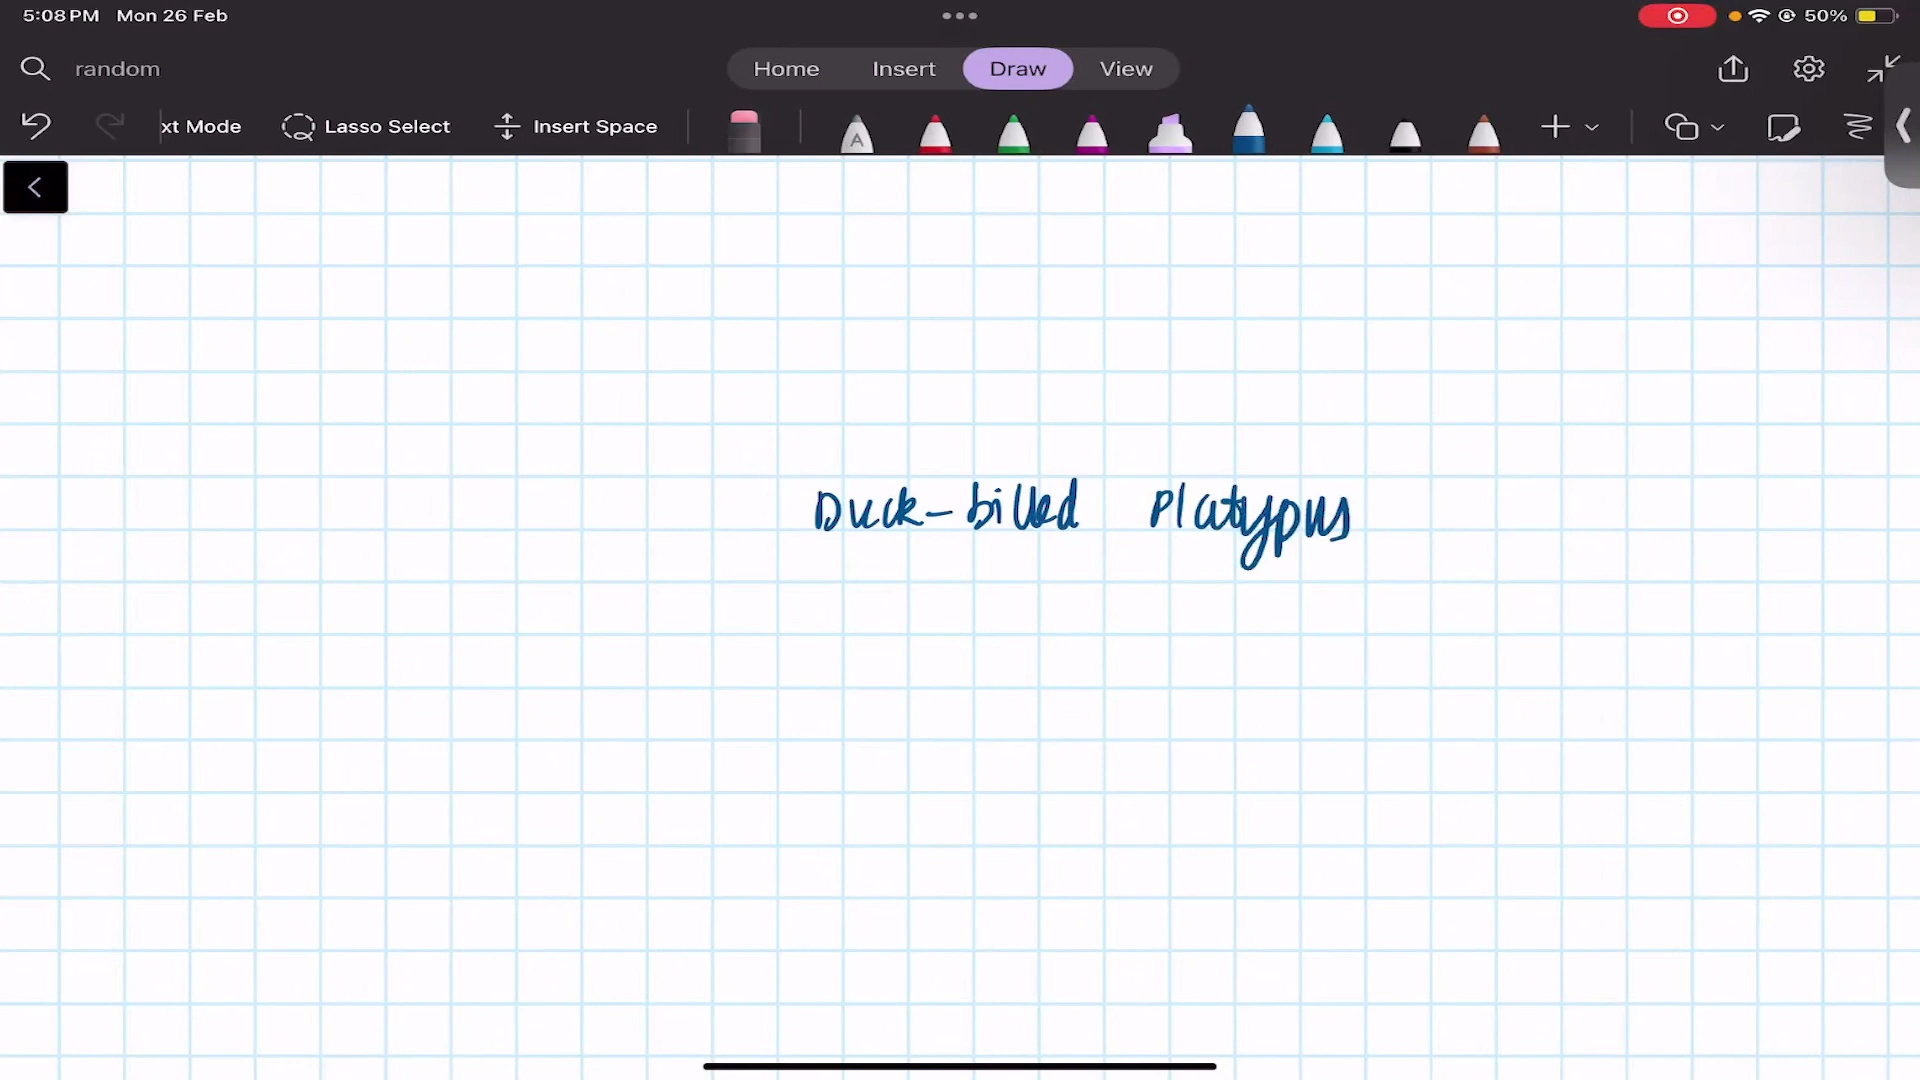 5:08 PM Mon 26 Feb 50%
random Home Insert Draw View
xt Mode Lasso Select Insert Space A
Duck-billed Platypus